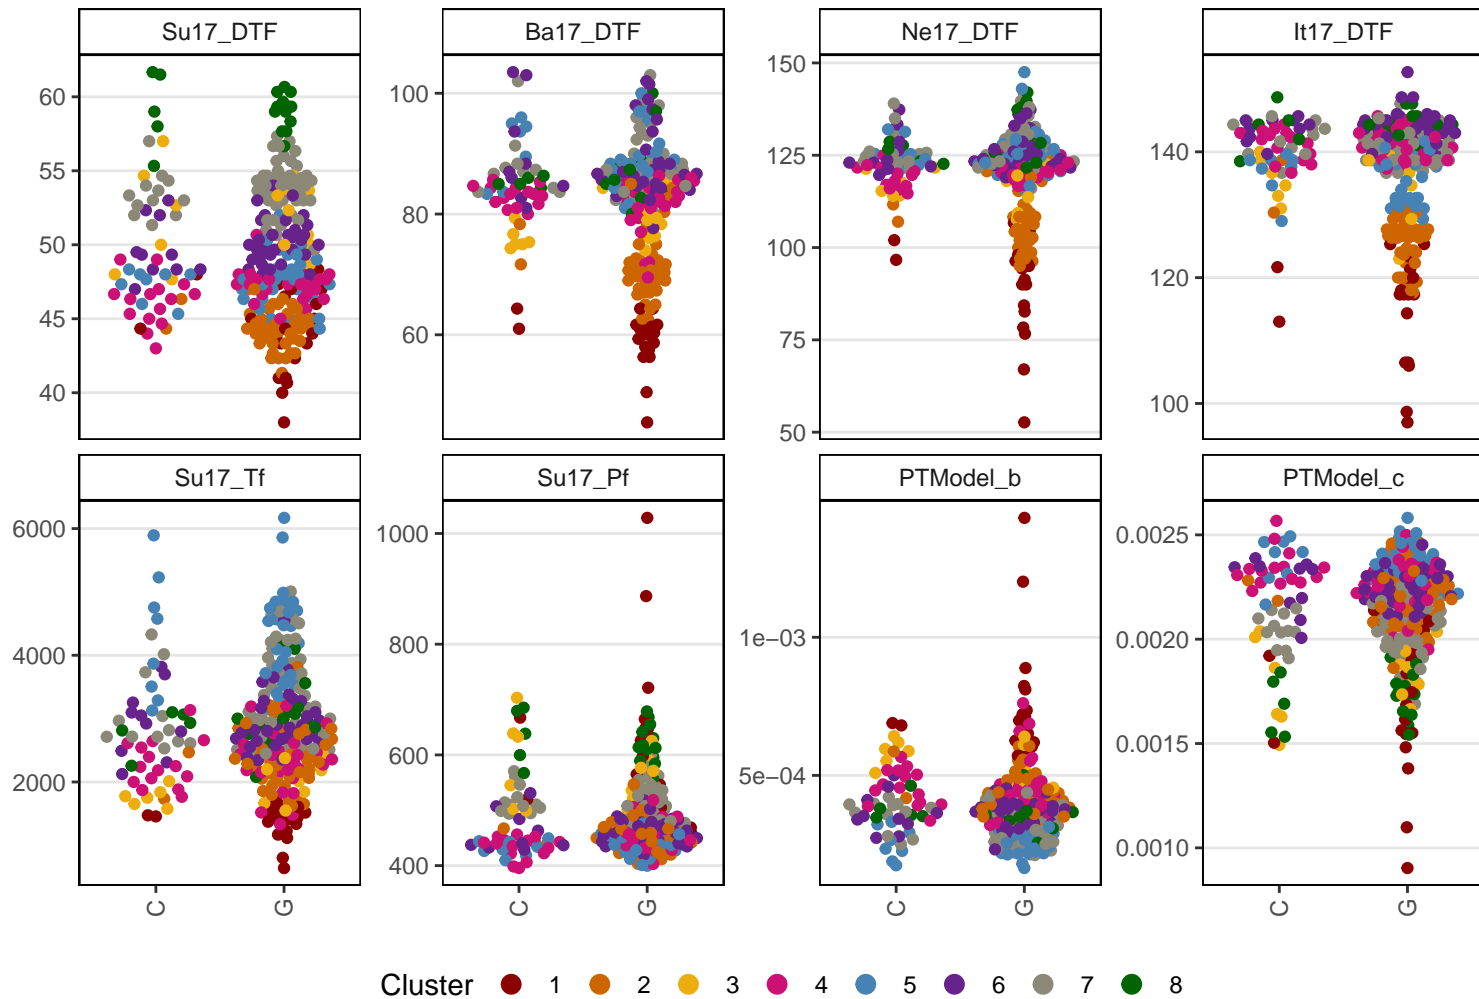 Su17_DTF Ba17_DTF Ne17_DTF It17_DTF
60 55 50 45 40
100 80 60
150 125 100 75 50
140 120 100
Su17_Tf Su17_Pf PTModel_b PTModel_c
6000 4000 2000
1000 800 600 400
1e−03 5e−04
0.0025 0.0020 0.0015 0.0010
C G C G C G C G
Cluster 1 2 3 4 5 6 7 8